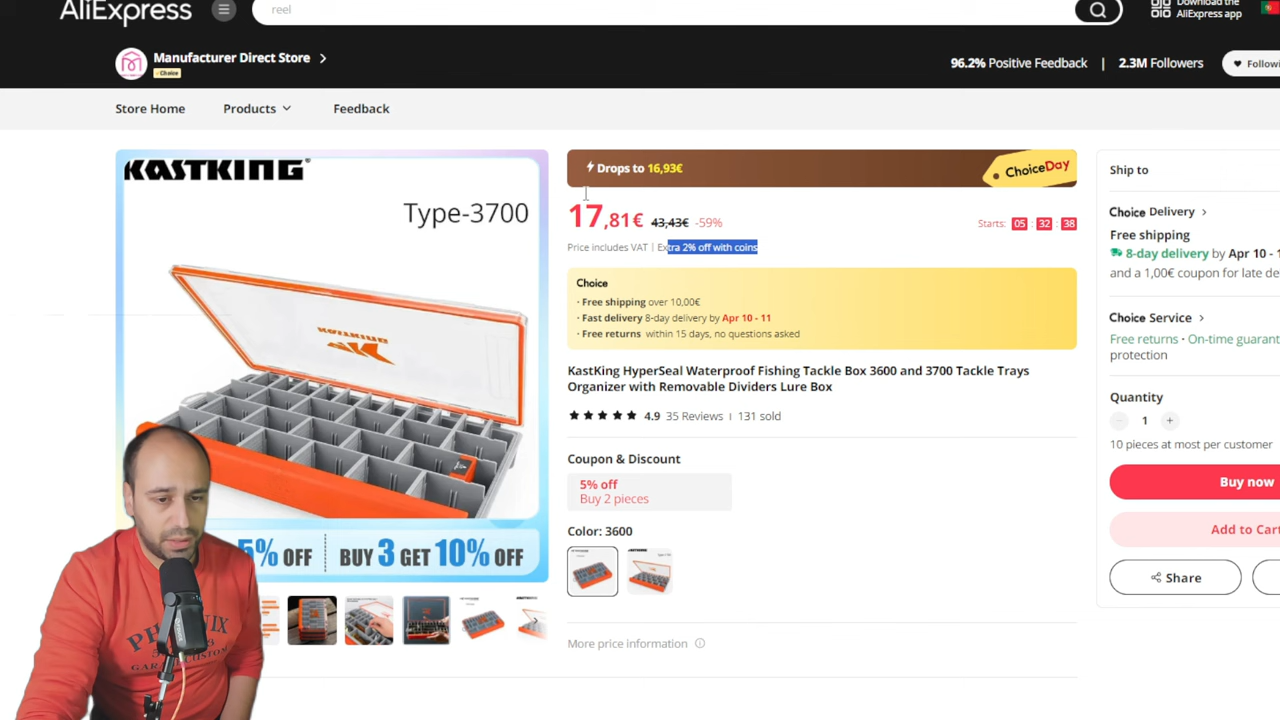 AliExpress
reel
Download the
AliExpress app
Manufacturer Direct Store
Choice
96.2% Positive Feedback | 2.3M Followers
Followi
Store Home
Products
Feedback
KASTKING
Type-3700
KASTKING
5% OFF
BUY 3 GET 10% OFF
Drops to 16,93€
ChoiceDay
17,81€ 43,43€ -59%
Starts: 05 : 32 : 38
Price includes VAT | Extra 2% off with coins
Choice
· Free shipping over 10,00€
· Fast delivery 8-day delivery by Apr 10 - 11
· Free returns within 15 days, no questions asked
KastKing HyperSeal Waterproof Fishing Tackle Box 3600 and 3700 Tackle Trays
Organizer with Removable Dividers Lure Box
4.9 35 Reviews | 131 sold
Coupon & Discount
5% off
Buy 2 pieces
Color: 3600
More price information
Ship to
Choice Delivery
Free shipping
8-day delivery by Apr 10 - 1
and a 1,00€ coupon for late de
Choice Service
Free returns · On-time guarant
protection
Quantity
- 1 +
10 pieces at most per customer
Buy now
Add to Cart
Share
PHOENIX